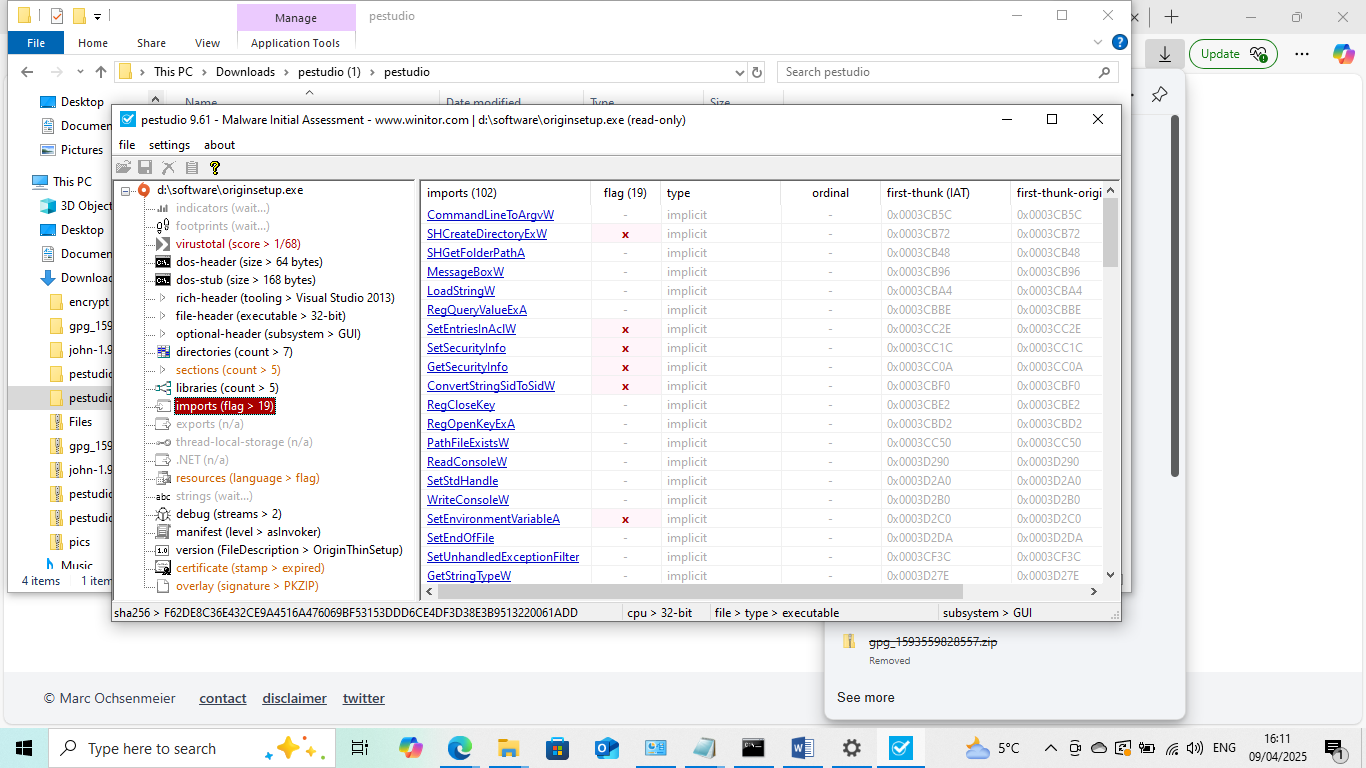 Manage
pestudio
File
Home
Share
View
Application Tools
Update
This PC
Downloads
pestudio (1)
pestudio
Search pestudio
Name
Date modified
Type
Size
Desktop
Documen
Pictures
This PC
3D Object
Desktop
Documen
Downloac
encrypt
gpg_159
john-1.9
pestudic
pestudic
Files
gpg_159
john-1.9
pestudic
pestudic
pics
Music
4 items
1 item
pestudio 9.61 - Malware Initial Assessment - www.winitor.com | d:\software\originsetup.exe (read-only)
file
settings
about
d:\software\originsetup.exe
indicators (wait...)
footprints (wait...)
virustotal (score > 1/68)
dos-header (size > 64 bytes)
dos-stub (size > 168 bytes)
rich-header (tooling > Visual Studio 2013)
file-header (executable > 32-bit)
optional-header (subsystem > GUI)
directories (count > 7)
sections (count > 5)
libraries (count > 5)
imports (flag > 19)
exports (n/a)
thread-local-storage (n/a)
.NET (n/a)
resources (language > flag)
abc strings (wait...)
debug (streams > 2)
manifest (level > asInvoker)
1.0 version (FileDescription > OriginThinSetup)
certificate (stamp > expired)
overlay (signature > PKZIP)
imports (102) flag (19) type ordinal first-thunk (IAT) first-thunk-origi
CommandLineToArgvW - implicit - 0x0003CB5C 0x0003CB5C
SHCreateDirectoryExW x implicit - 0x0003CB72 0x0003CB72
SHGetFolderPathA - implicit - 0x0003CB48 0x0003CB48
MessageBoxW - implicit - 0x0003CB96 0x0003CB96
LoadStringW - implicit - 0x0003CBA4 0x0003CBA4
RegQueryValueExA - implicit - 0x0003CBBE 0x0003CBBE
SetEntriesInAclW x implicit - 0x0003CC2E 0x0003CC2E
SetSecurityInfo x implicit - 0x0003CC1C 0x0003CC1C
GetSecurityInfo x implicit - 0x0003CC0A 0x0003CC0A
ConvertStringSidToSidW x implicit - 0x0003CBF0 0x0003CBF0
RegCloseKey - implicit - 0x0003CBE2 0x0003CBE2
RegOpenKeyExA - implicit - 0x0003CBD2 0x0003CBD2
PathFileExistsW - implicit - 0x0003CC50 0x0003CC50
ReadConsoleW - implicit - 0x0003D290 0x0003D290
SetStdHandle - implicit - 0x0003D2A0 0x0003D2A0
WriteConsoleW - implicit - 0x0003D2B0 0x0003D2B0
SetEnvironmentVariableA x implicit - 0x0003D2C0 0x0003D2C0
SetEndOfFile - implicit - 0x0003D2DA 0x0003D2DA
SetUnhandledExceptionFilter - implicit - 0x0003CF3C 0x0003CF3C
GetStringTypeW - implicit - 0x0003D27E 0x0003D27E
sha256 > F62DE8C36E432CE9A4516A476069BF53153DDD6CE4DF3D38E3B9513220061ADD
cpu > 32-bit
file > type > executable
subsystem > GUI
gpg_1593559828557.zip
Removed
See more
© Marc Ochsenmeier contact disclaimer twitter
Type here to search
5°C
ENG
16:11
09/04/2025
1